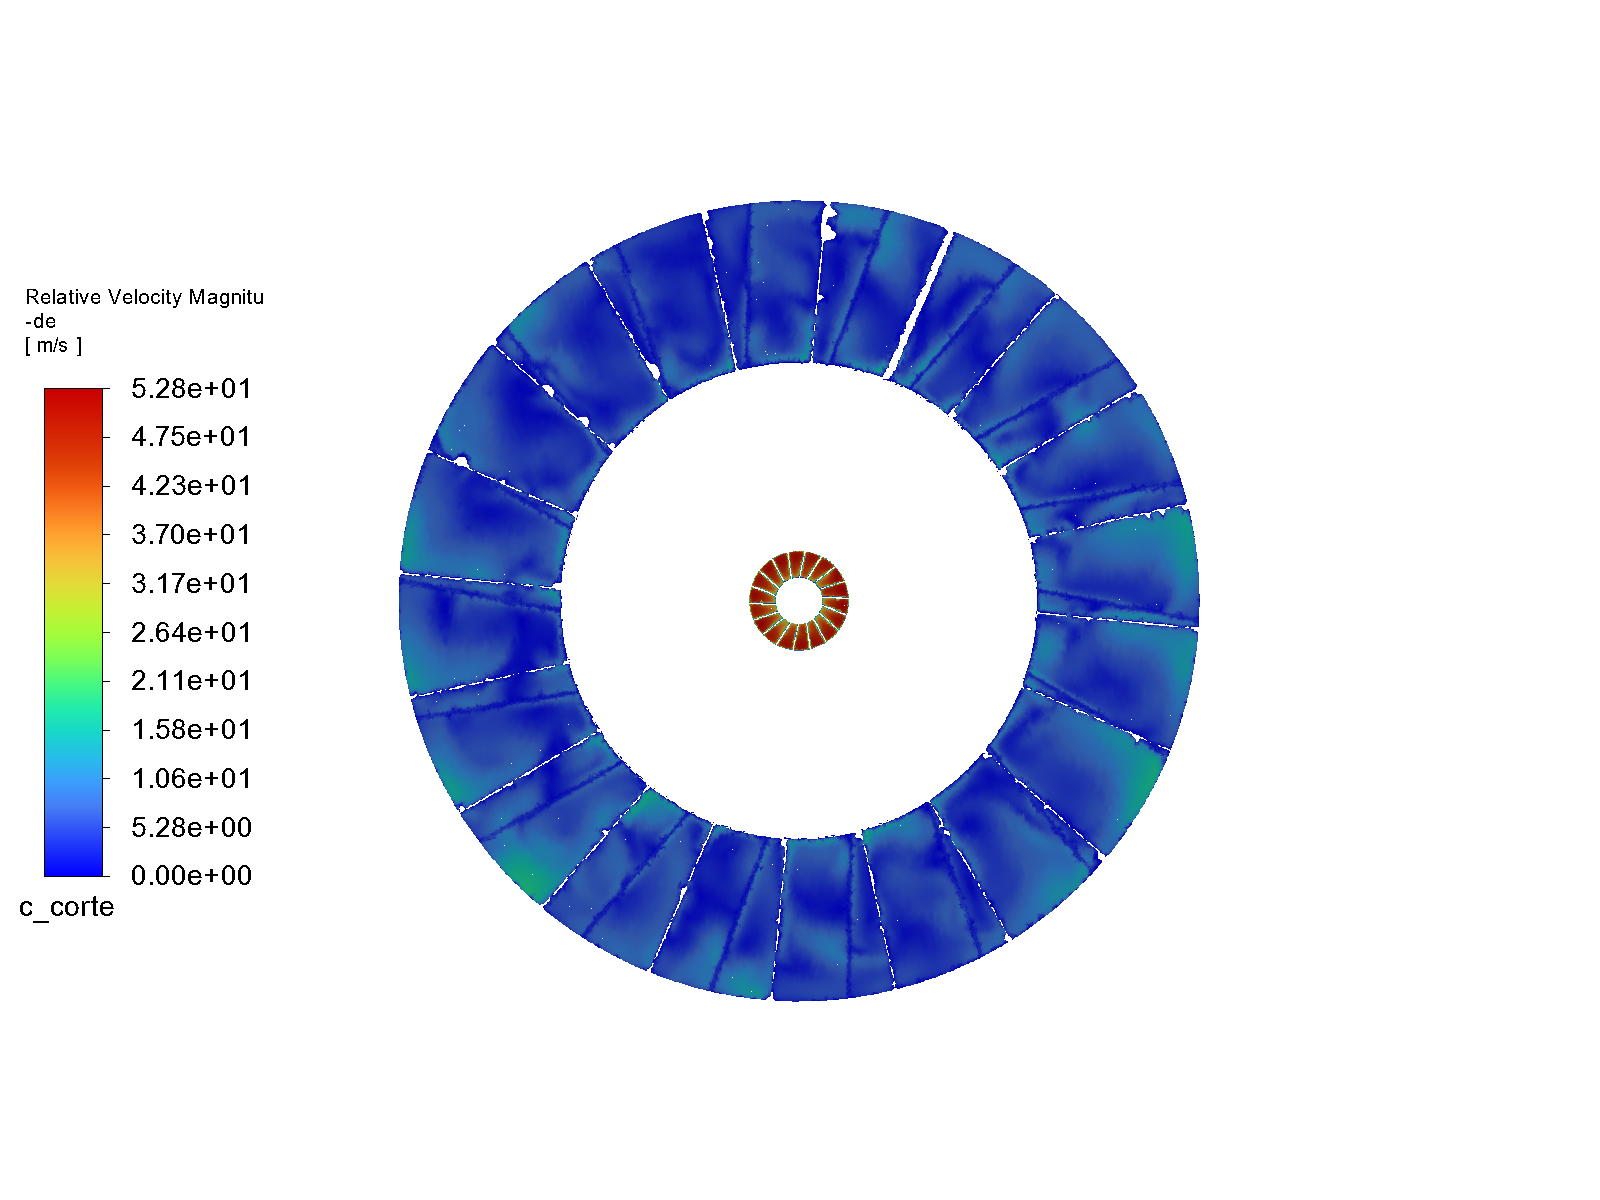 Relative Velocity Magnitu
-de
[ m/s ]
5.28e+01
4.75e+01
4.23e+01
3.70e+01
3.17e+01
2.64e+01
2.11e+01
1.58e+01
1.06e+01
5.28e+00
0.00e+00
c_corte